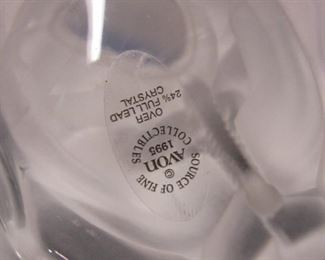 OVER
24% FULL LEAD
CRYSTAL
SOURCE OF FINE
COLLECTIBLES
©
AVON
1995